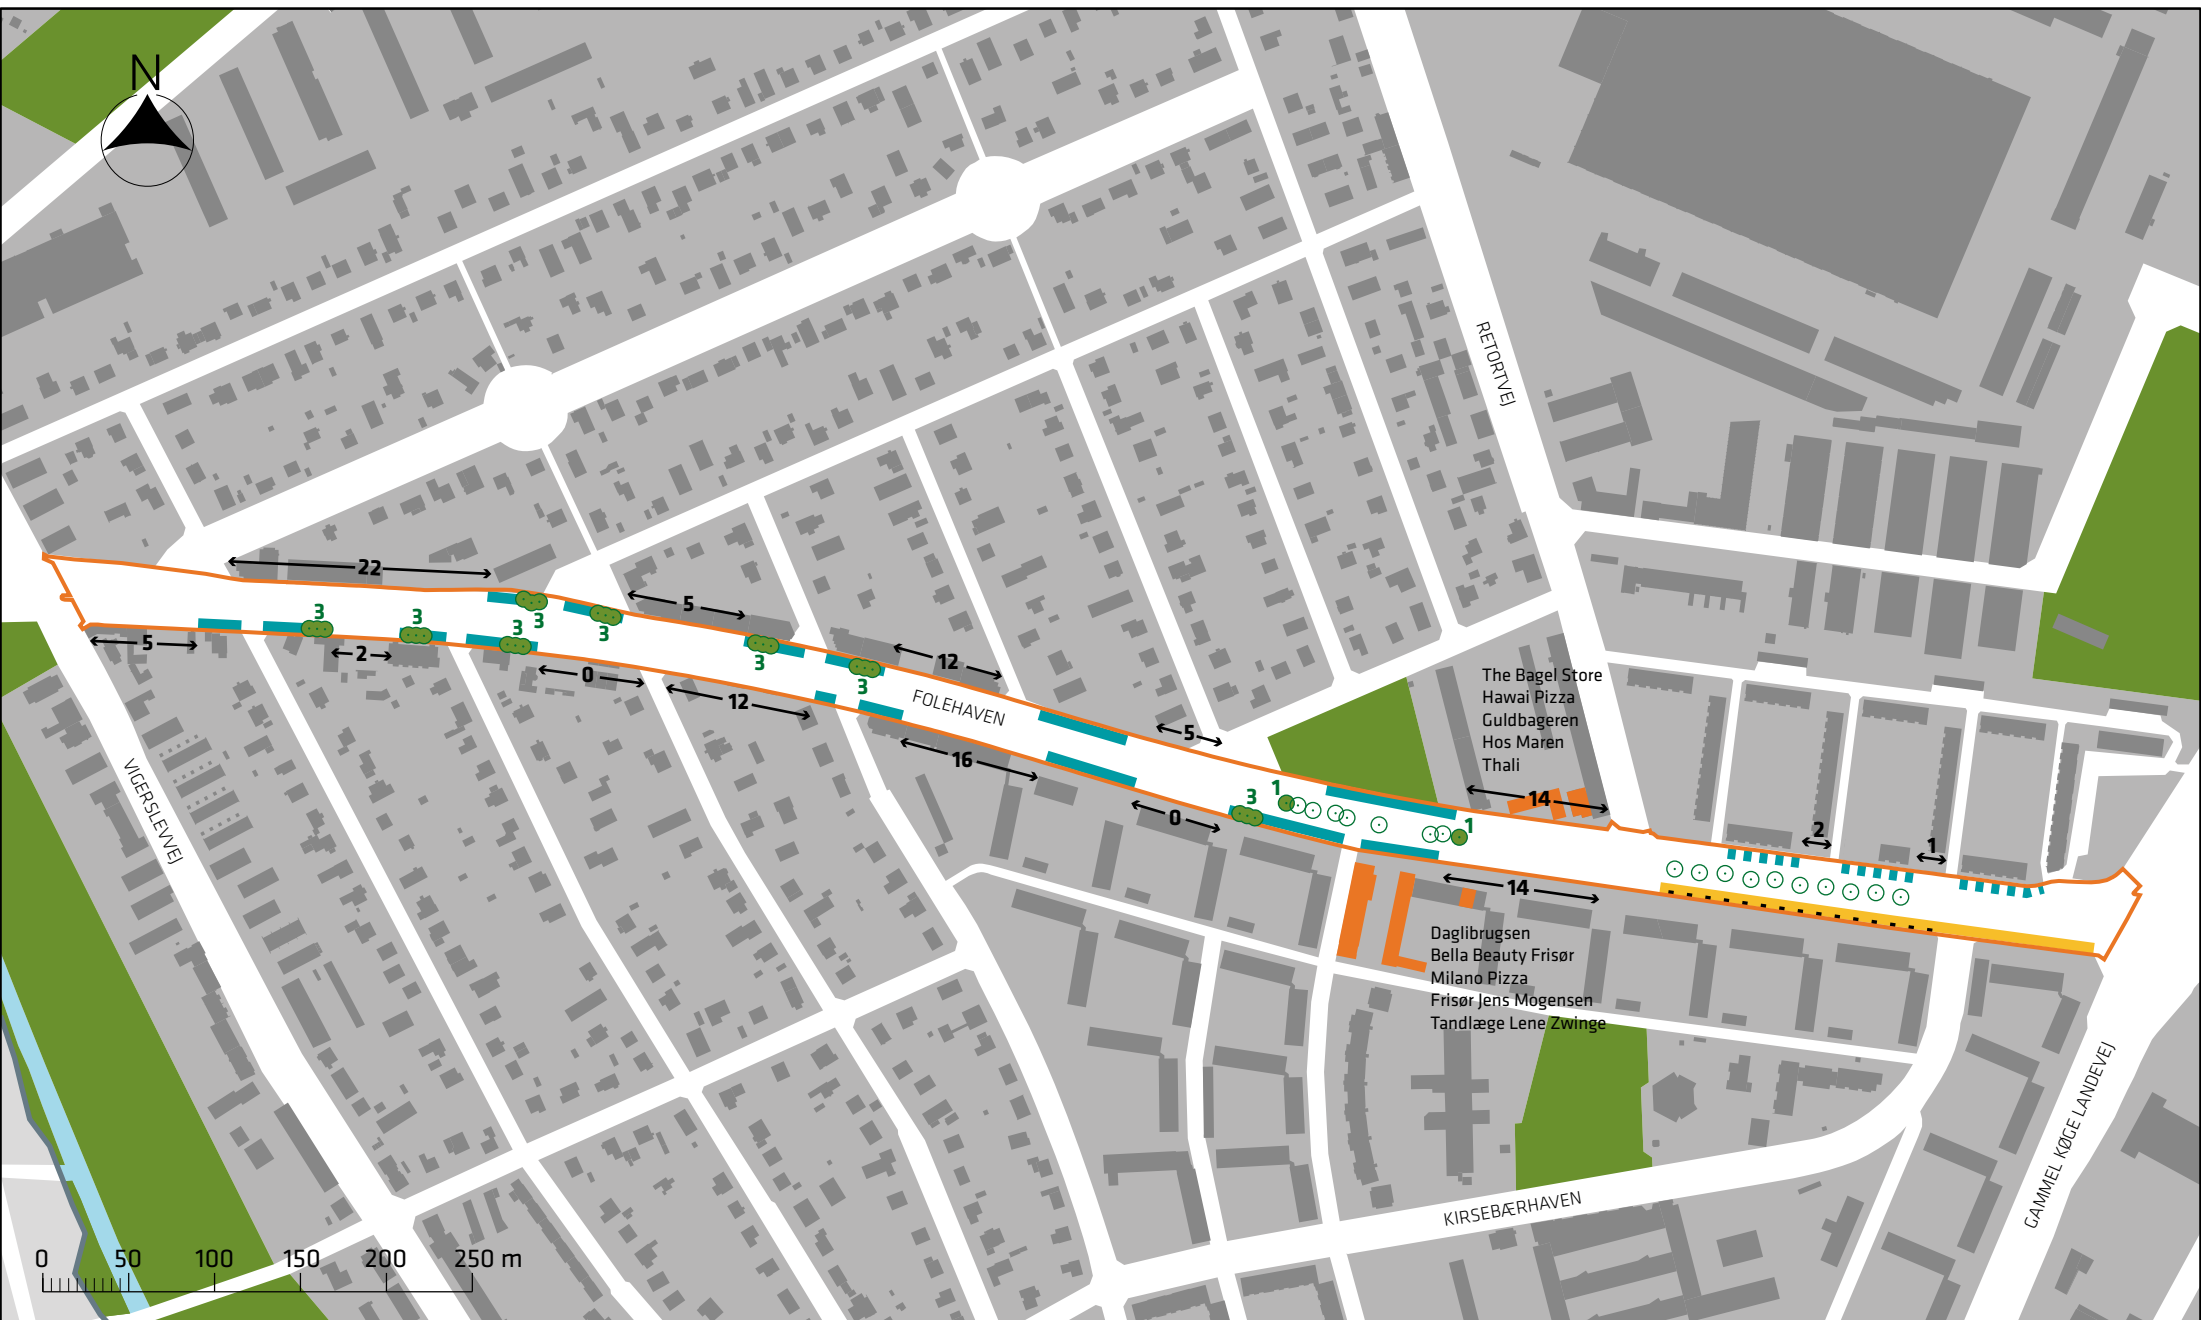 N
RETORTVEJ
22
3
3
3
3
3
5
5
2
3
3
12
0
12
FOLEHAVEN
The Bagel Store
Hawai Pizza
Guldbageren
Hos Maren
Thali
5
16
VIGERSLEVVEJ
3
1
0
14
1
2
1
14
Daglibrugsen
Bella Beauty Frisør
Milano Pizza
Frisør Jens Mogensen
Tandlæge Lene Zwinge
GAMMEL KØGE LANDEVEJ
KIRSEBÆRHAVEN
0 50 100 150 200 250 m